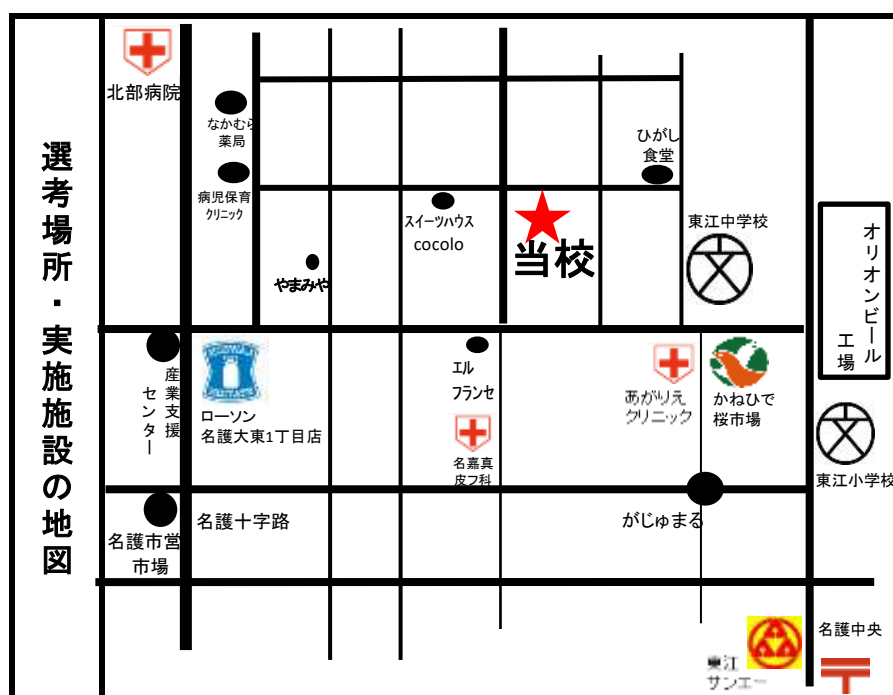 選考場所・実施施設の地図
北部病院
なかむら
薬局
病児保育
クリニック
やまみや
スイーツハウス
cocolo
当校
ひがし
食堂
東江中学校
オリオンビール
工場
産業支援
センター
ローソン
名護大東1丁目店
エル
フランセ
名嘉真
皮フ科
あがりえ
クリニック
かねひで
桜市場
東江小学校
名護市営
市場
名護十字路
がじゅまる
東江
サンエー
名護中央